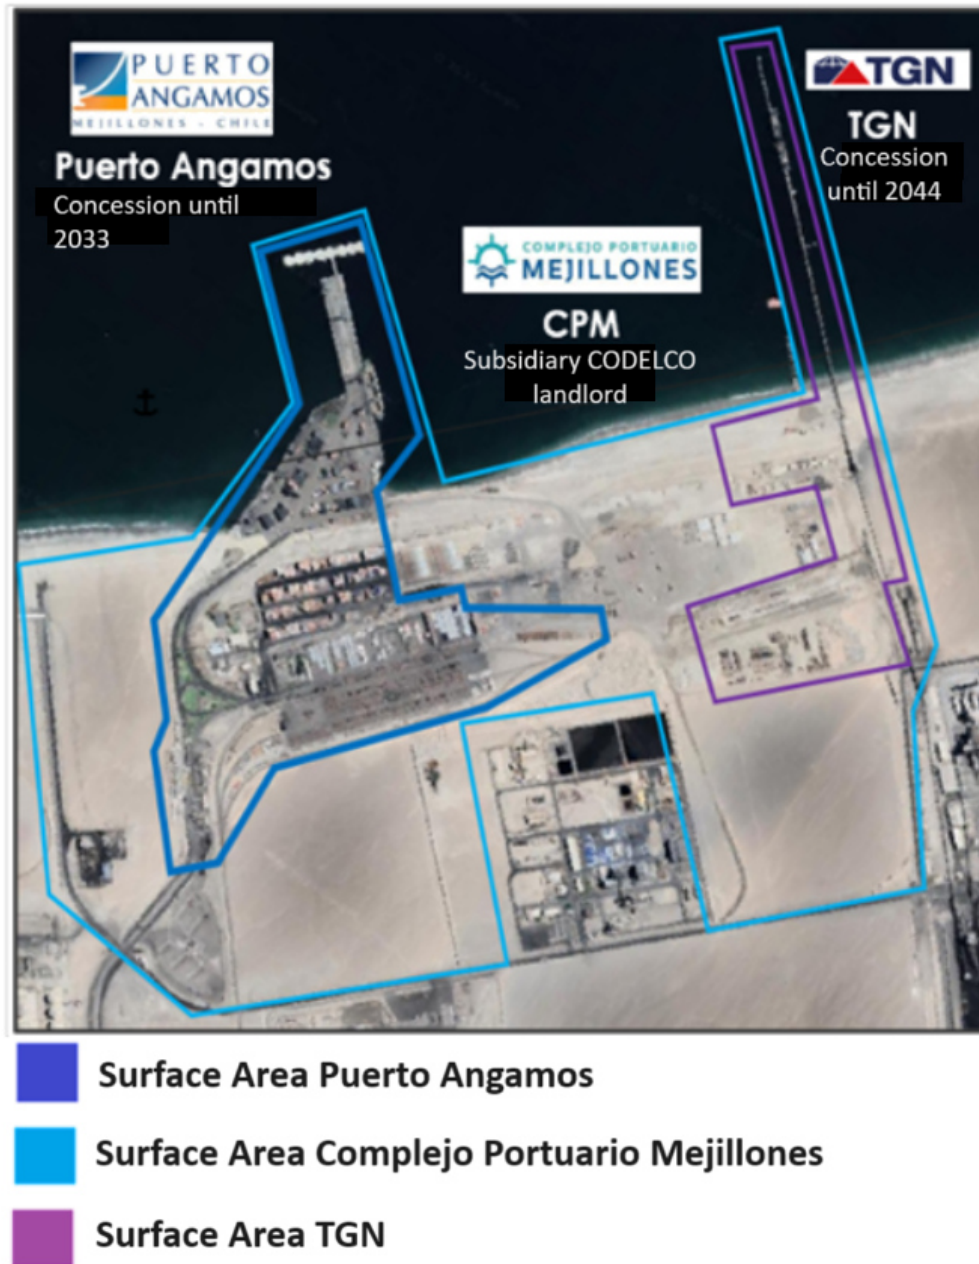 PUERTO
ANGAMOS
MEJILLONES - CHILE
Puerto Angamos
Concession until
2033
COMPLEJO PORTUARIO
MEJILLONES
CPM
Subsidiary CODELCO
landlord
TGN
TGN
Concession
until 2044
Surface Area Puerto Angamos
Surface Area Complejo Portuario Mejillones
Surface Area TGN